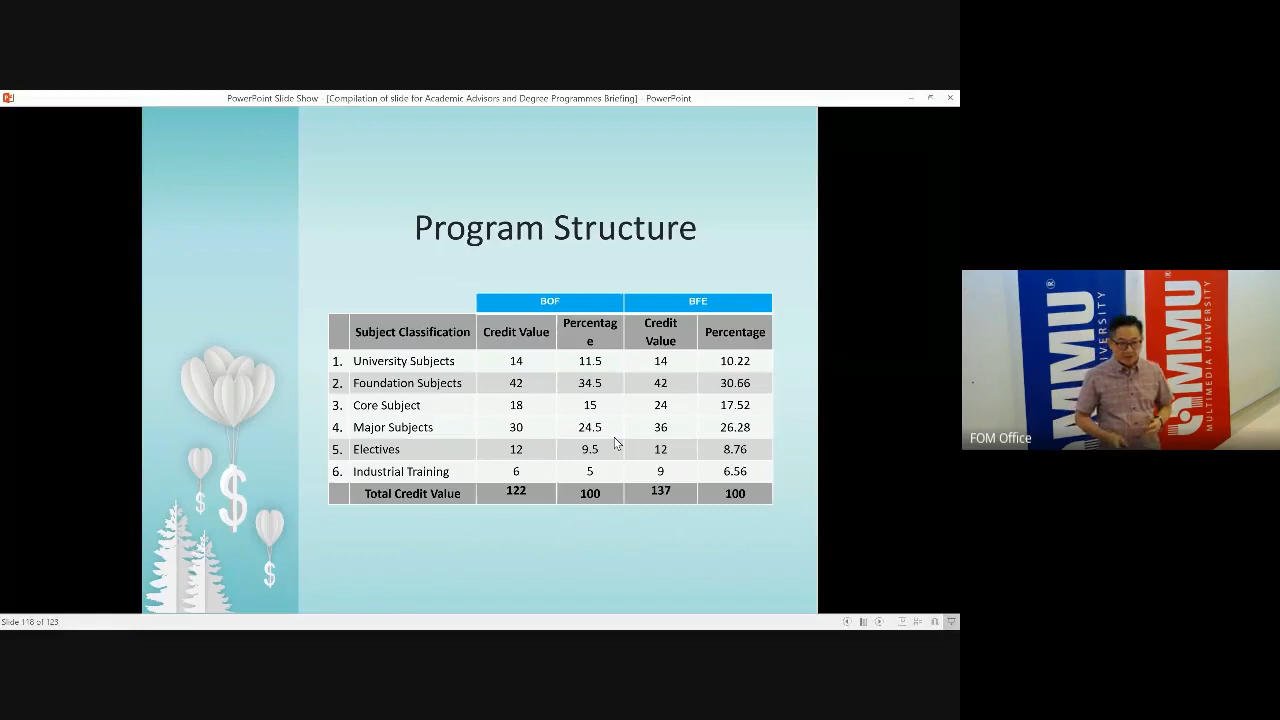 PowerPoint Slide Show - [Compilation of slide for Academic Advisors and Degree Programmes Briefing] - PowerPoint
Program Structure
BOF BFE
Subject Classification Credit Value Percentag
e Credit
Value Percentage
1. University Subjects 14 11.5 14 10.22
2. Foundation Subjects 42 34.5 42 30.66
3. Core Subject 18 15 24 17.52
4. Major Subjects 30 24.5 36 26.28
5. Electives 12 9.5 12 8.76
6. Industrial Training 6 5 9 6.56
Total Credit Value 122 100 137 100
$
$
$
Slide 118 of 123
MMU
MMU
MULTIMEDIA UNIVERSITY
FOM Office